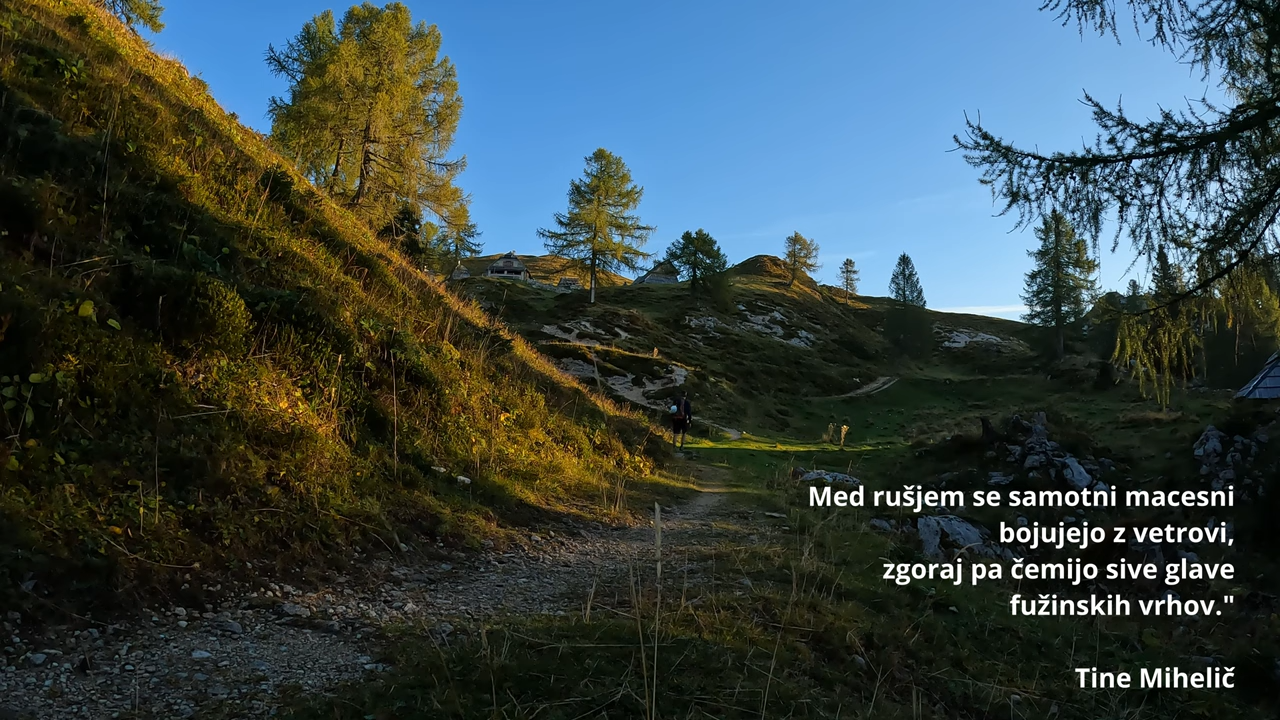 Med rušjem se samotni macesni
bojujejo z vetrovi,
zgoraj pa čemijo sive glave
fužinskih vrhov."
Tine Mihelič